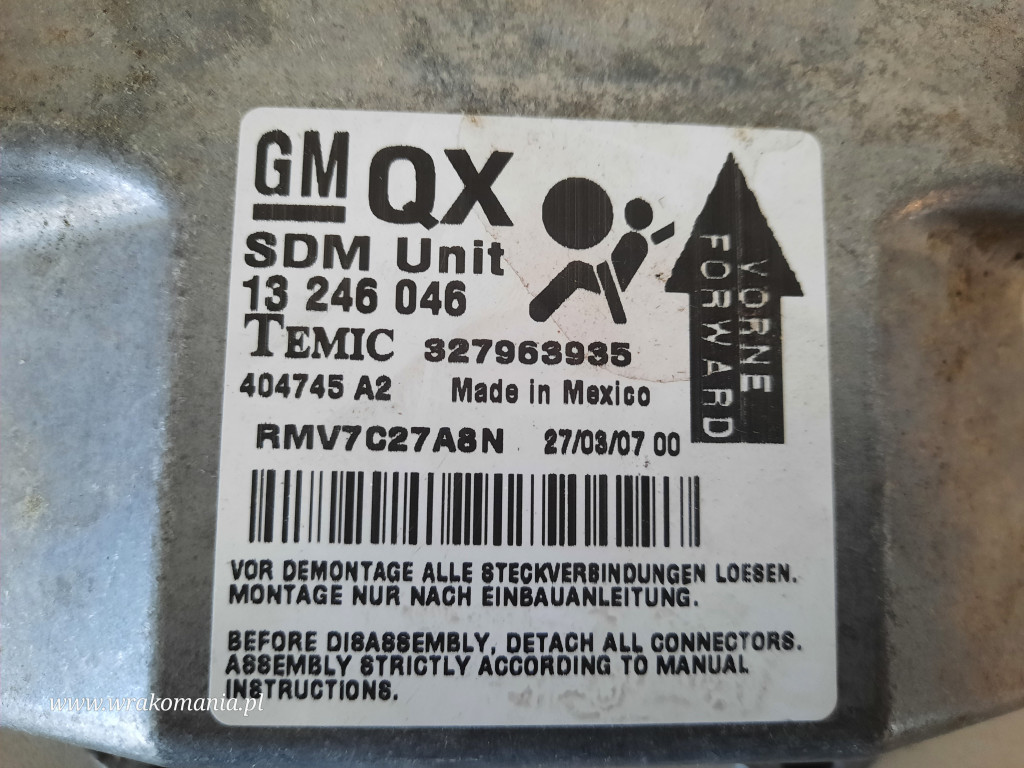 GM QX
SDM Unit
13 246 046
TEMIC 327963935
404745 A2 Made in Mexico
RMV7C27A8N 27/03/07 00
VORNE
FORWARD
VOR DEMONTAGE ALLE STECKVERBINDUNGEN LOESEN.
MONTAGE NUR NACH EINBAUANLEITUNG.
BEFORE DISASSEMBLY, DETACH ALL CONNECTORS.
ASSEMBLY STRICTLY ACCORDING TO MANUAL
INSTRUCTIONS.
www.wrakomania.pl